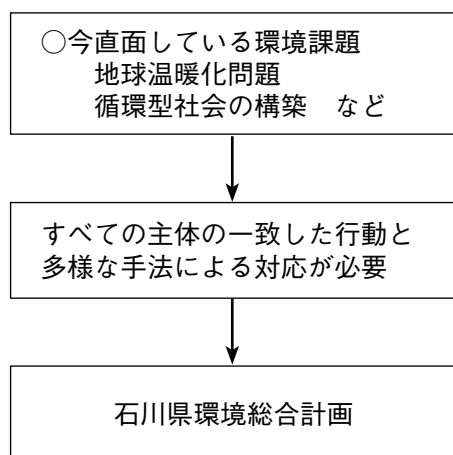 ○今直面している環境課題
地球温暖化問題
循環型社会の構築　など
すべての主体の一致した行動と
多様な手法による対応が必要
石川県環境総合計画